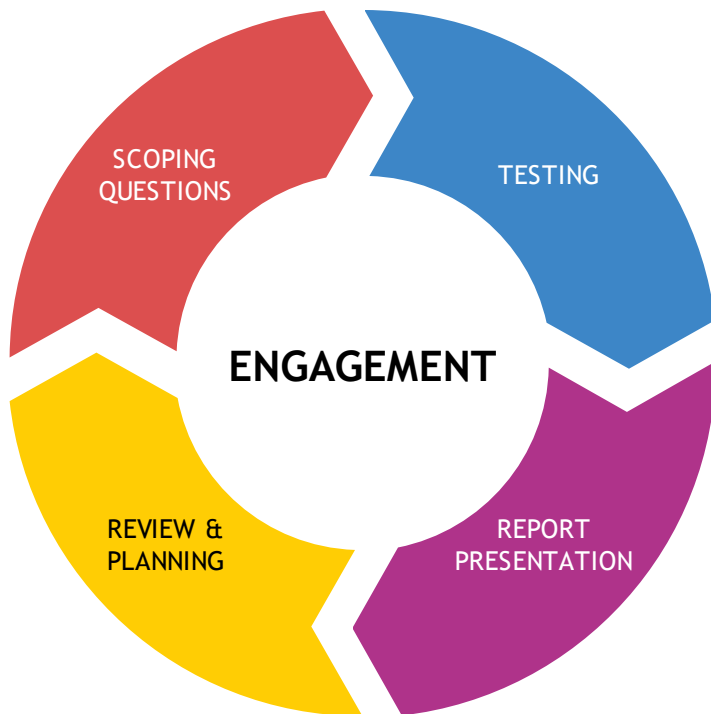 SCOPING
QUESTIONS
TESTING
ENGAGEMENT
REVIEW &
PLANNING
REPORT
PRESENTATION